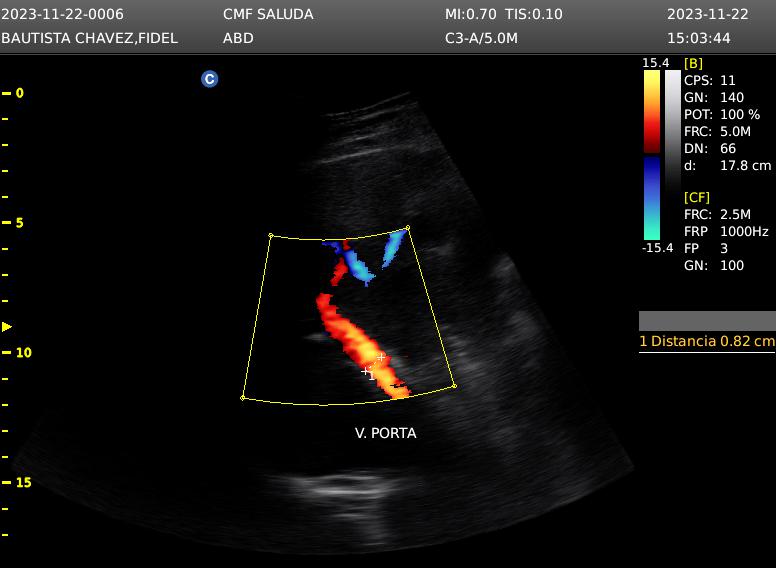 2023-11-22-0006 CMF SALUDA MI:0.70 TIS:0.10 2023-11-22
BAUTISTA CHAVEZ,FIDEL ABD C3-A/5.0M 15:03:44
C
15.4 [B]
CPS: 11
GN: 140
POT: 100 %
FRC: 5.0M
DN: 66
d: 17.8 cm
[CF]
FRC: 2.5M
FRP 1000Hz
-15.4 FP 3
GN: 100
1 Distancia 0.82 cm
0
5
10
15
1
V. PORTA